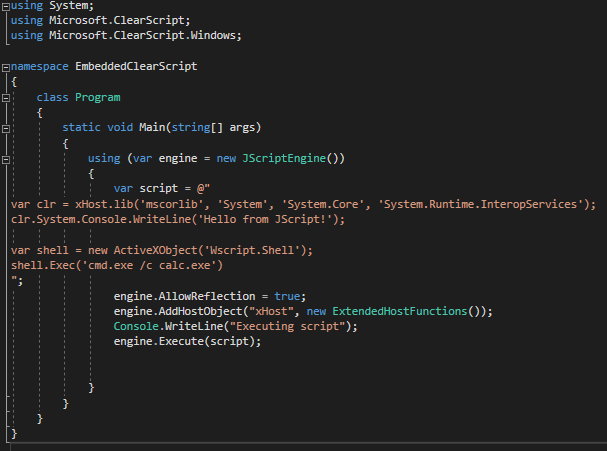 using System;
using Microsoft.ClearScript;
using Microsoft.ClearScript.Windows;
namespace EmbeddedClearScript
{
class Program
{
static void Main(string[] args)
{
using (var engine = new JScriptEngine())
{
var script = @"
var clr = xHost.lib('mscorlib', 'System', 'System.Core', 'System.Runtime.InteropServices');
clr.System.Console.WriteLine('Hello from JScript!');
var shell = new ActiveXObject('Wscript.Shell');
shell.Exec('cmd.exe /c calc.exe')
";
engine.AllowReflection = true;
engine.AddHostObject("xHost", new ExtendedHostFunctions());
Console.WriteLine("Executing script");
engine.Execute(script);
}
}
}
}